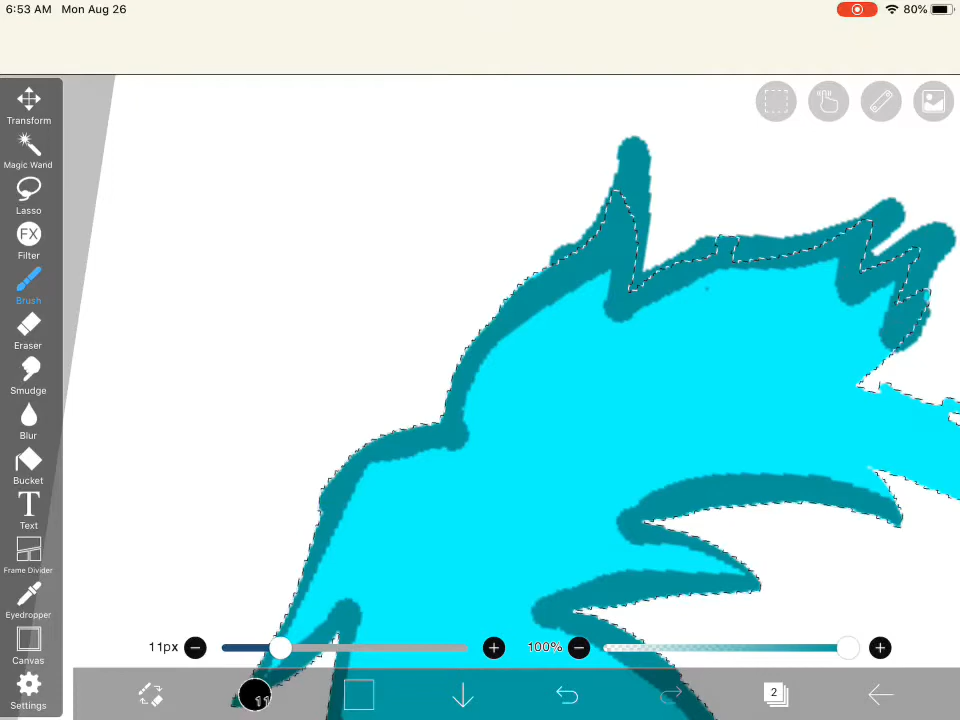 6:53 AM Mon Aug 26
80%
Transform
Magic Wand
Lasso
FX
Filter
Brush
Eraser
Smudge
Blur
Bucket
T
Text
Frame Divider
Eyedropper
Canvas
Settings
11px
100%
11
2